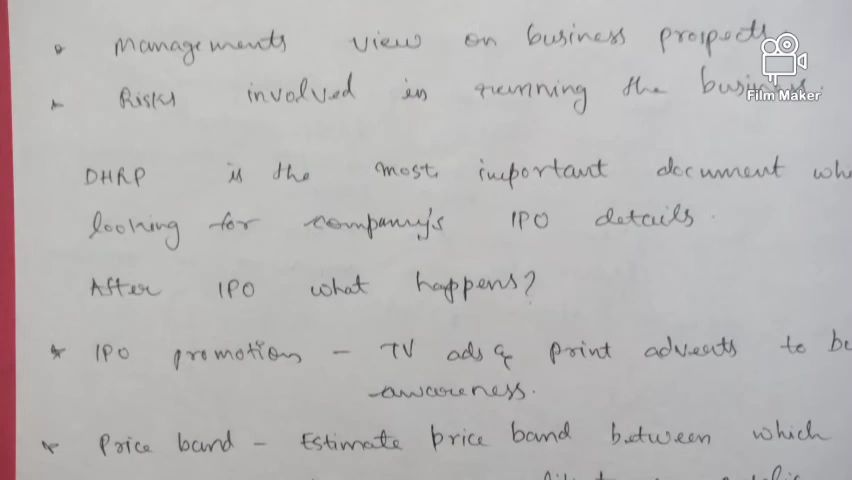 Managements view on business prospects
Film Maker
Risks involved in running the business.
DHRP is the most important document
looking for company's IPO details.
After IPO what happens?
* IPO promotion - TV ads & print adverts to
awareness.
* Price band - Estimate price band between which